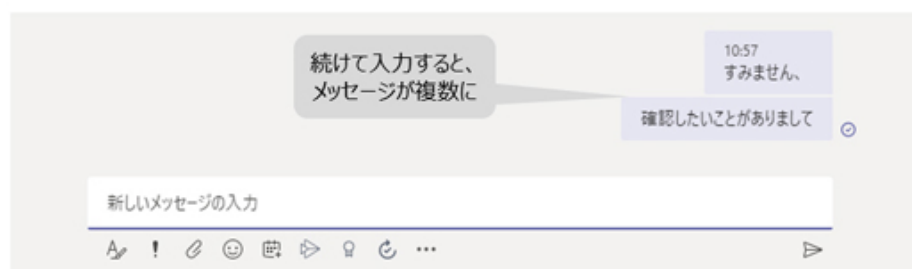 続けて入力すると、
メッセージが複数に
10:57
すみません、
確認したいことがありまして
新しいメッセージの入力